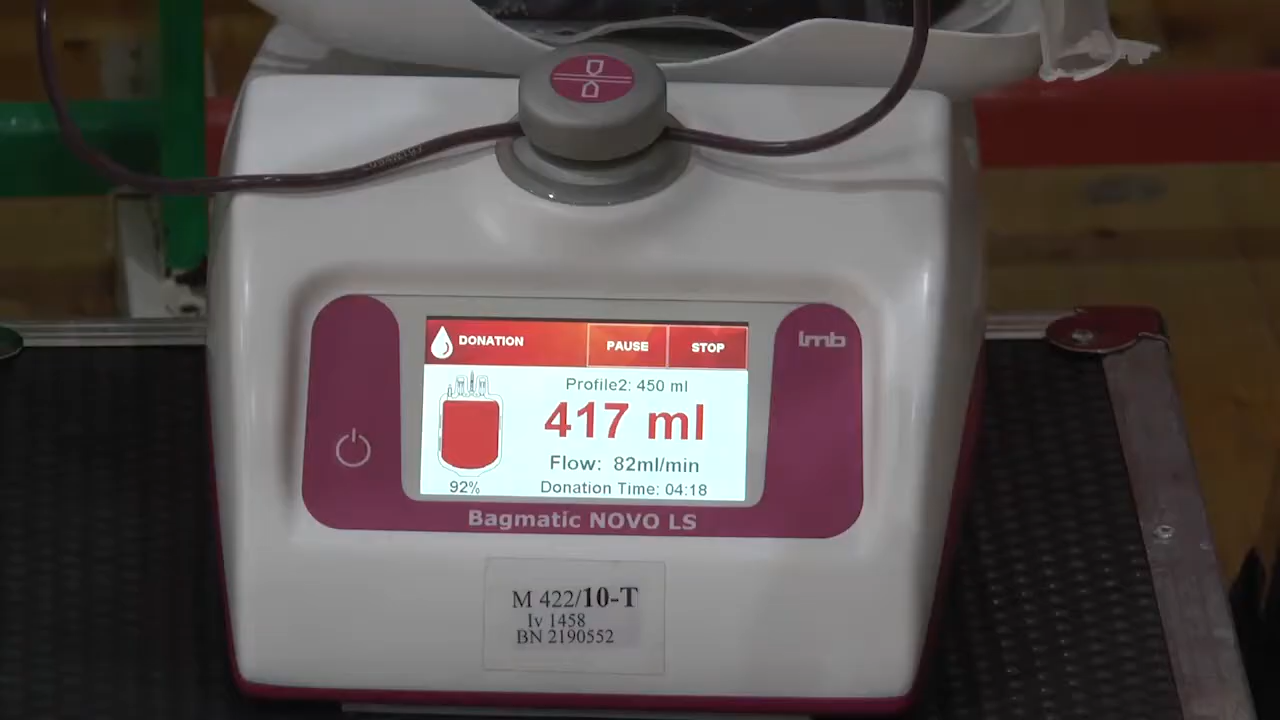 DONATION PAUSE STOP
lmb
Profile2: 450 ml
417 ml
Flow: 82ml/min
92% Donation Time: 04:18
Bagmatic NOVO LS
M 422/10-T
Iv 1458
BN 2190552